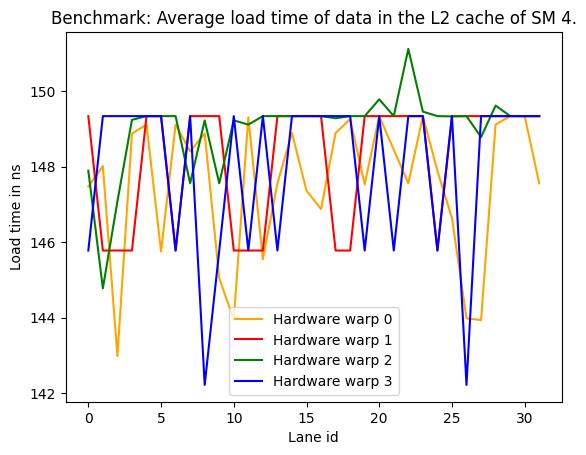 Benchmark: Average load time of data in the L2 cache of SM 4.
Load time in ns
150
148
146
144
142
0
5
10
15
20
25
30
Lane id
Hardware warp 0
Hardware warp 1
Hardware warp 2
Hardware warp 3